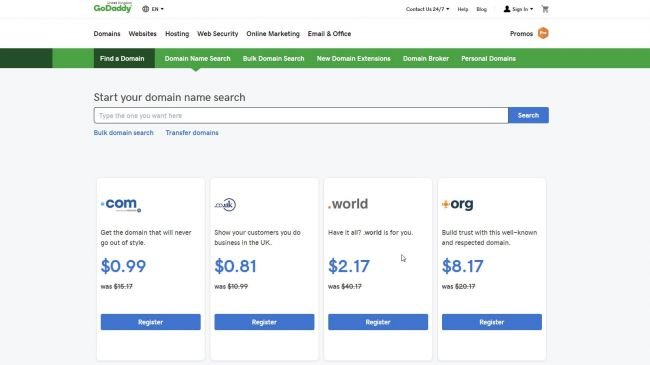 United Kingdom
GoDaddy
EN
Contact Us 24/7
Help
Blog
Sign In
Domains
Websites
Hosting
Web Security
Online Marketing
Email & Office
Promos
Pro
Find a Domain
Domain Name Search
Bulk Domain Search
New Domain Extensions
Domain Broker
Personal Domains
Start your domain name search
Type the one you want here
Search
Bulk domain search
Transfer domains
.com
Get the domain that will never
go out of style.
$0.99
was $15.17
Register
.co.uk
Show your customers you do
business in the UK.
$0.81
was $10.99
Register
.world
Have it all? .world is for you.
$2.17
was $40.17
Register
org
Build trust with this well-known
and respected domain.
$8.17
was $20.17
Register